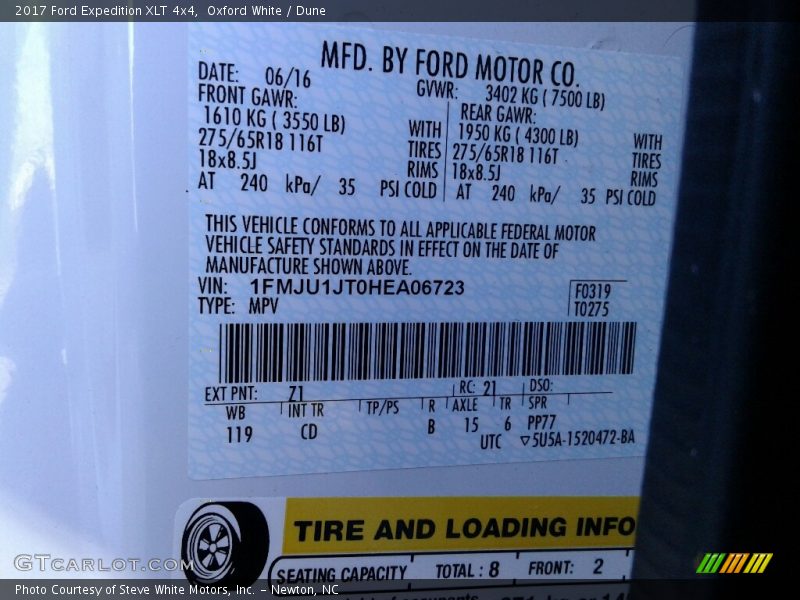 2017 Ford Expedition XLT 4x4, Oxford White / Dune
MFD. BY FORD MOTOR CO.
DATE: 06/16 GVWR: 3402 KG ( 7500 LB)
FRONT GAWR: REAR GAWR:
1610 KG ( 3550 LB) WITH 1950 KG ( 4300 LB) WITH
275/65R18 116T TIRES 275/65R18 116T TIRES
18x8.5J RIMS 18x8.5J RIMS
AT 240 kPa/ 35 PSI COLD AT 240 kPa/ 35 PSI COLD
THIS VEHICLE CONFORMS TO ALL APPLICABLE FEDERAL MOTOR
VEHICLE SAFETY STANDARDS IN EFFECT ON THE DATE OF
MANUFACTURE SHOWN ABOVE.
VIN: 1FMJU1JT0HEA06723 F0319
TYPE: MPV T0275
EXT PNT: Z1 RC: 21 DSO:
WB INT TR TP/PS R AXLE TR SPR
119 CD B 15 6 PP77
UTC ▽5U5A-1520472-BA
TIRE AND LOADING INFO
SEATING CAPACITY TOTAL: 8 FRONT: 2
GTCarlot.com
Photo Courtesy of Steve White Motors, Inc. – Newton, NC